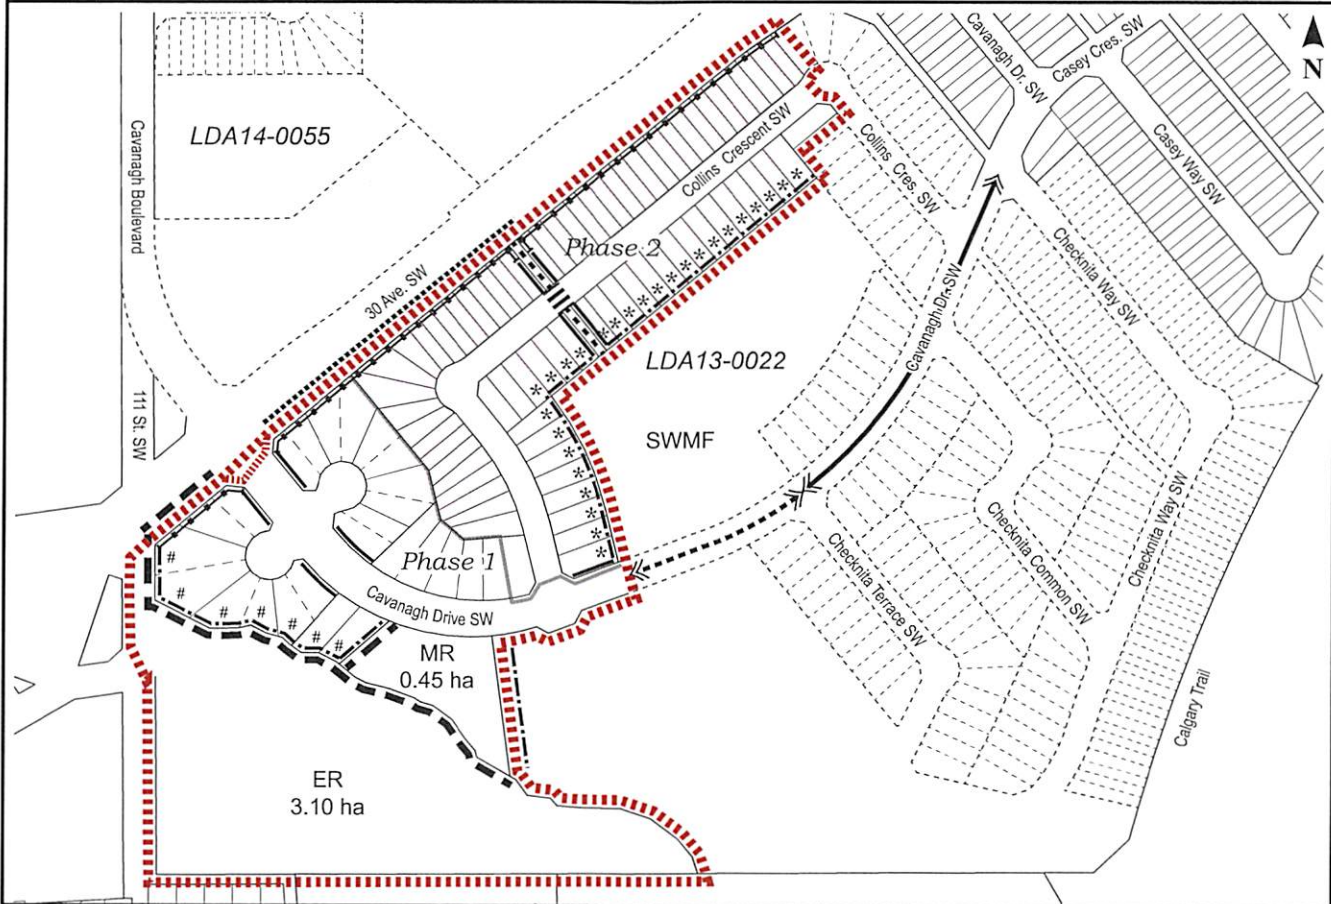 N
LDA14-0055
Cavanagh Boulevard
Cavanagh Dr. SW
Casey Cres. SW
Casey Way SW
Collins Crescent SW
Collins Cres. SW
Phase 2
30 Ave. SW
Checknita Way SW
Cavanagh Dr. SW
LDA13-0022
SWMF
111 St. SW
Phase 1
Cavanagh Drive SW
Checknita Common SW
Checknita Way SW
Checknita Terrace SW
MR
0.45 ha
ER
3.10 ha
Calgary Trail